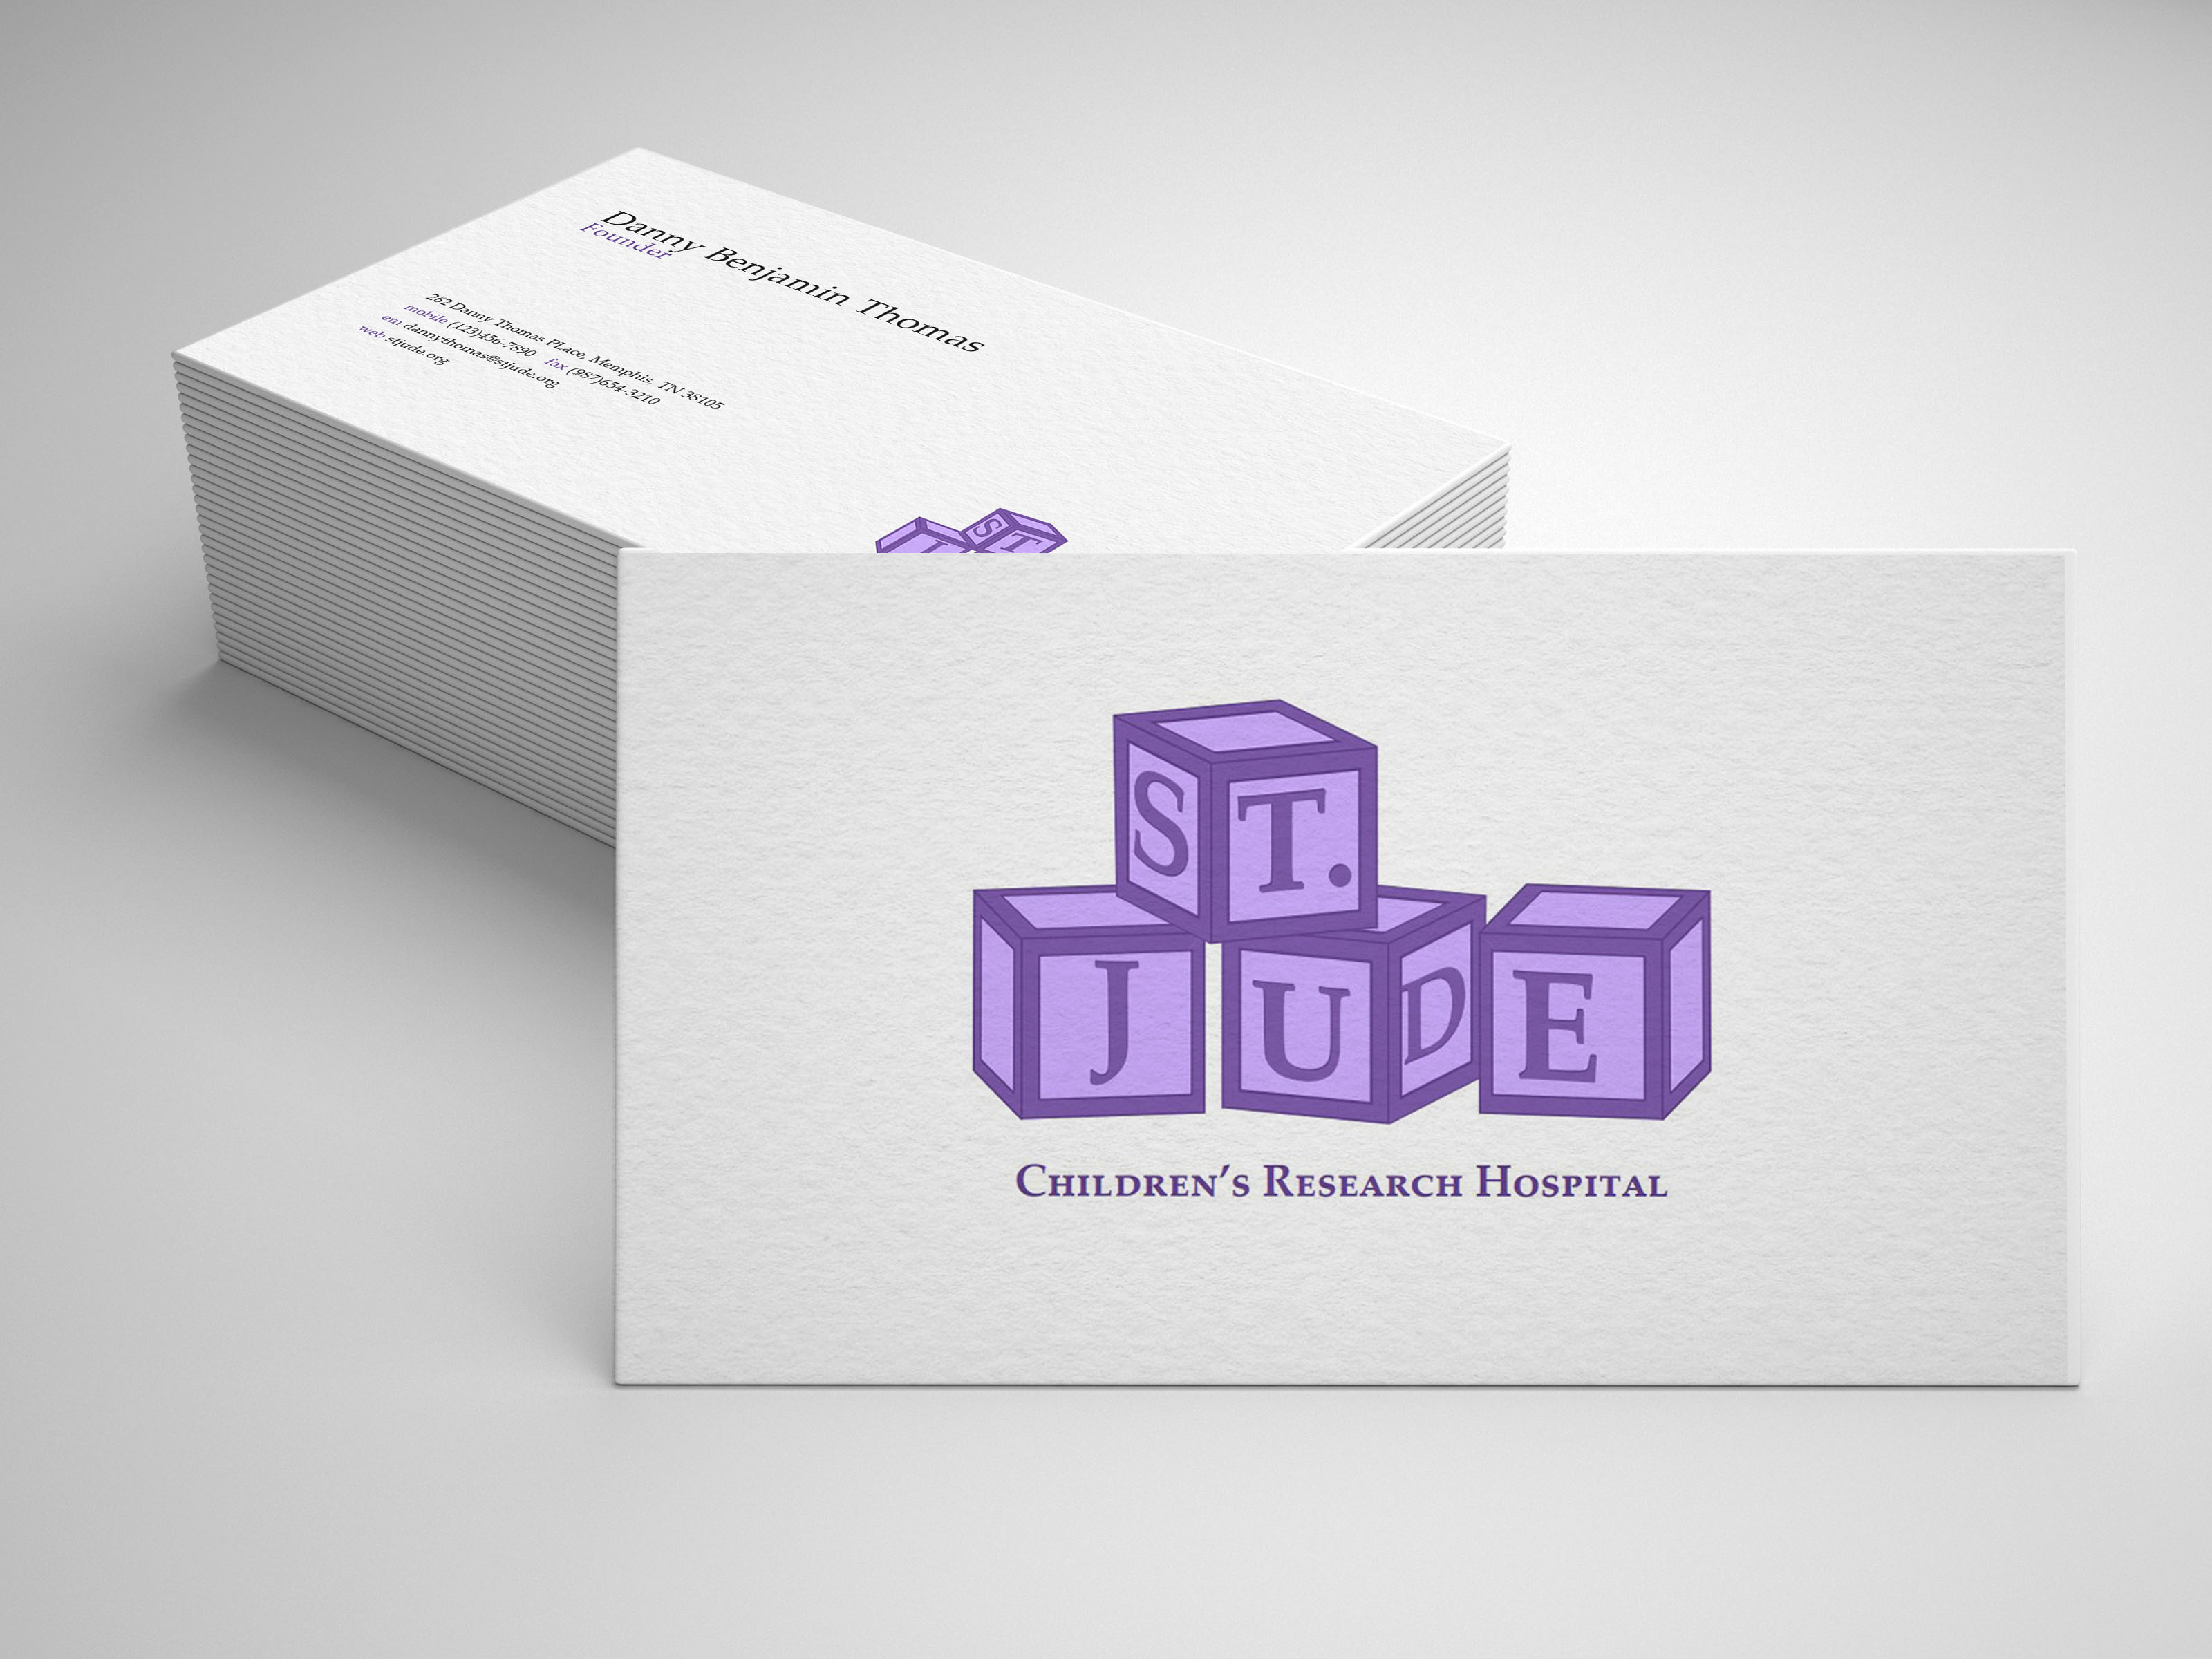 Danny Benjamin Thomas
Founder
262 Danny Thomas PLace, Memphis, TN 38105
mobile (123)456-7890 fax (987)654-3210
em dannythomas@stjude.org
web stjude.org
ST
J
ST.
JUDE
CHILDREN'S RESEARCH HOSPITAL